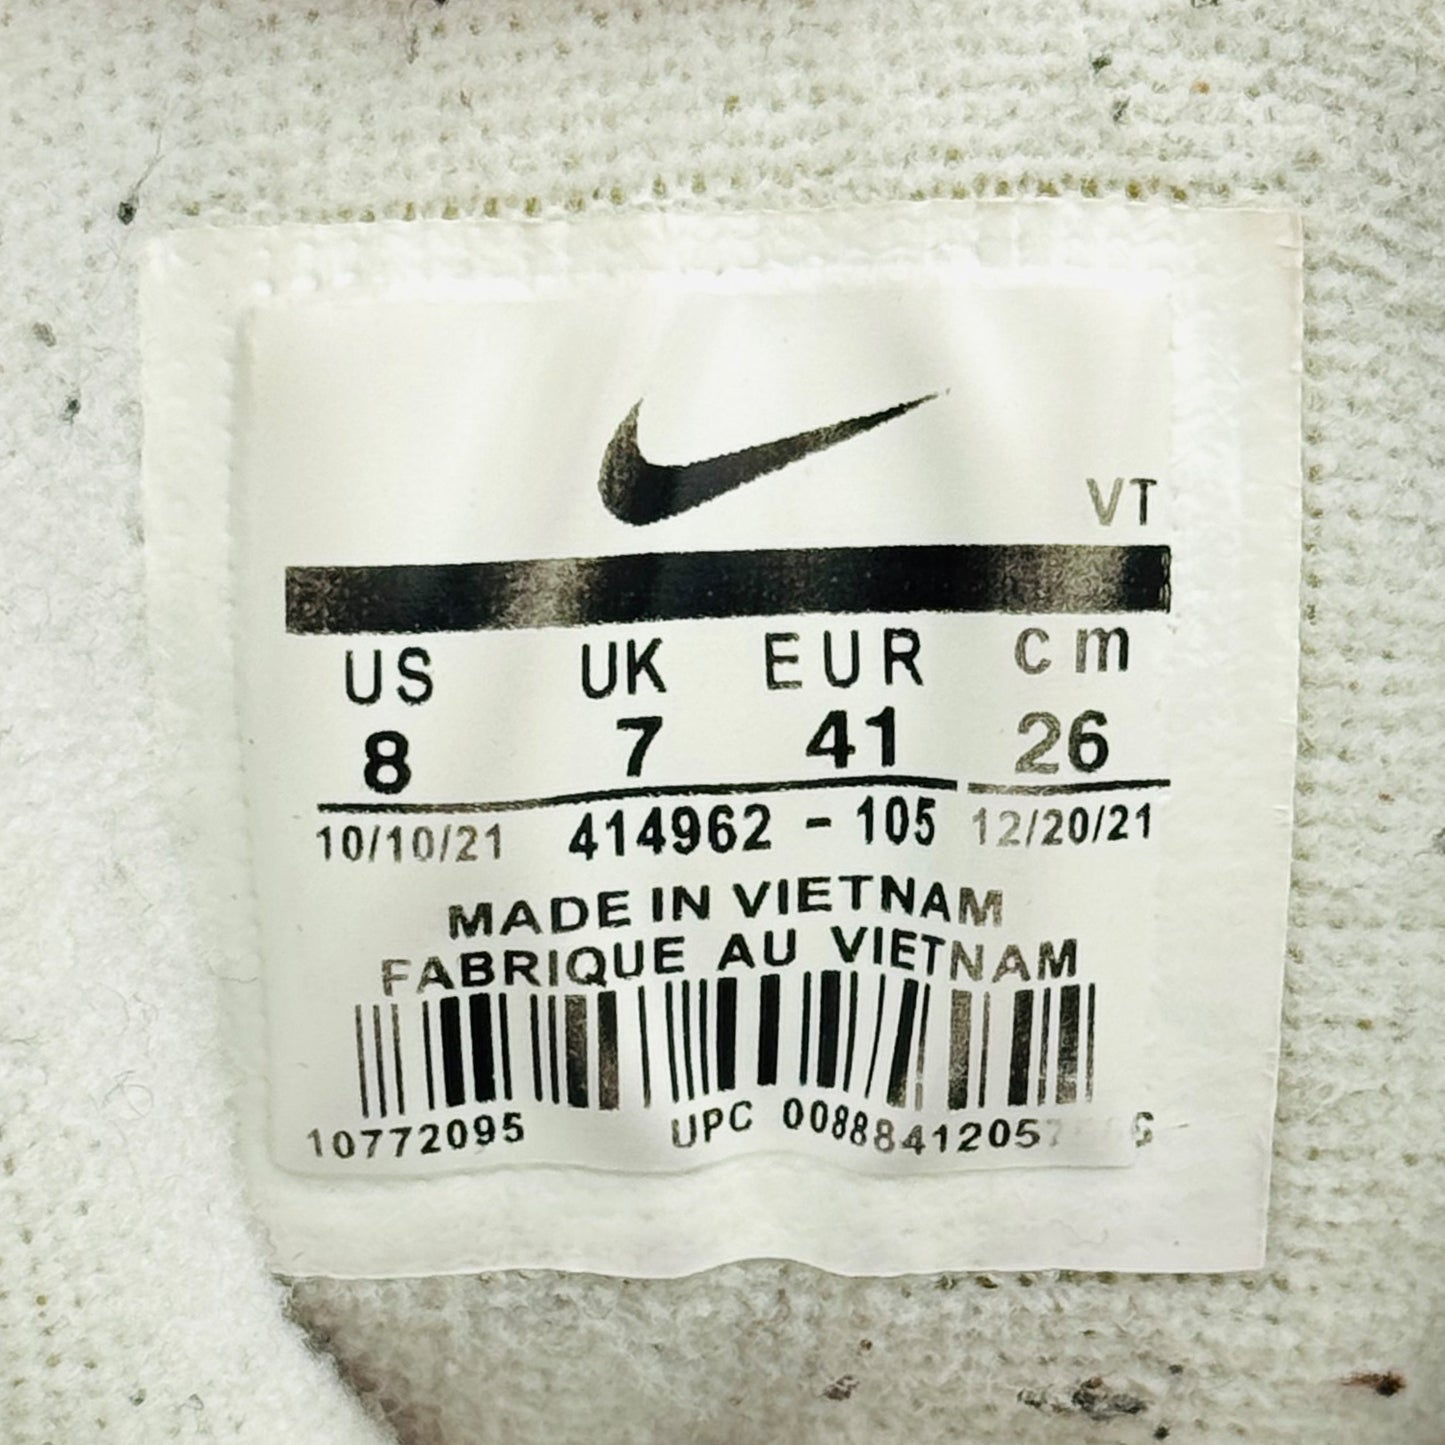 VT
US UK EUR cm
8 7 41 26
10/10/21 414962 - 105 12/20/21
MADE IN VIETNAM
FABRIQUE AU VIETNAM
10772095 UPC